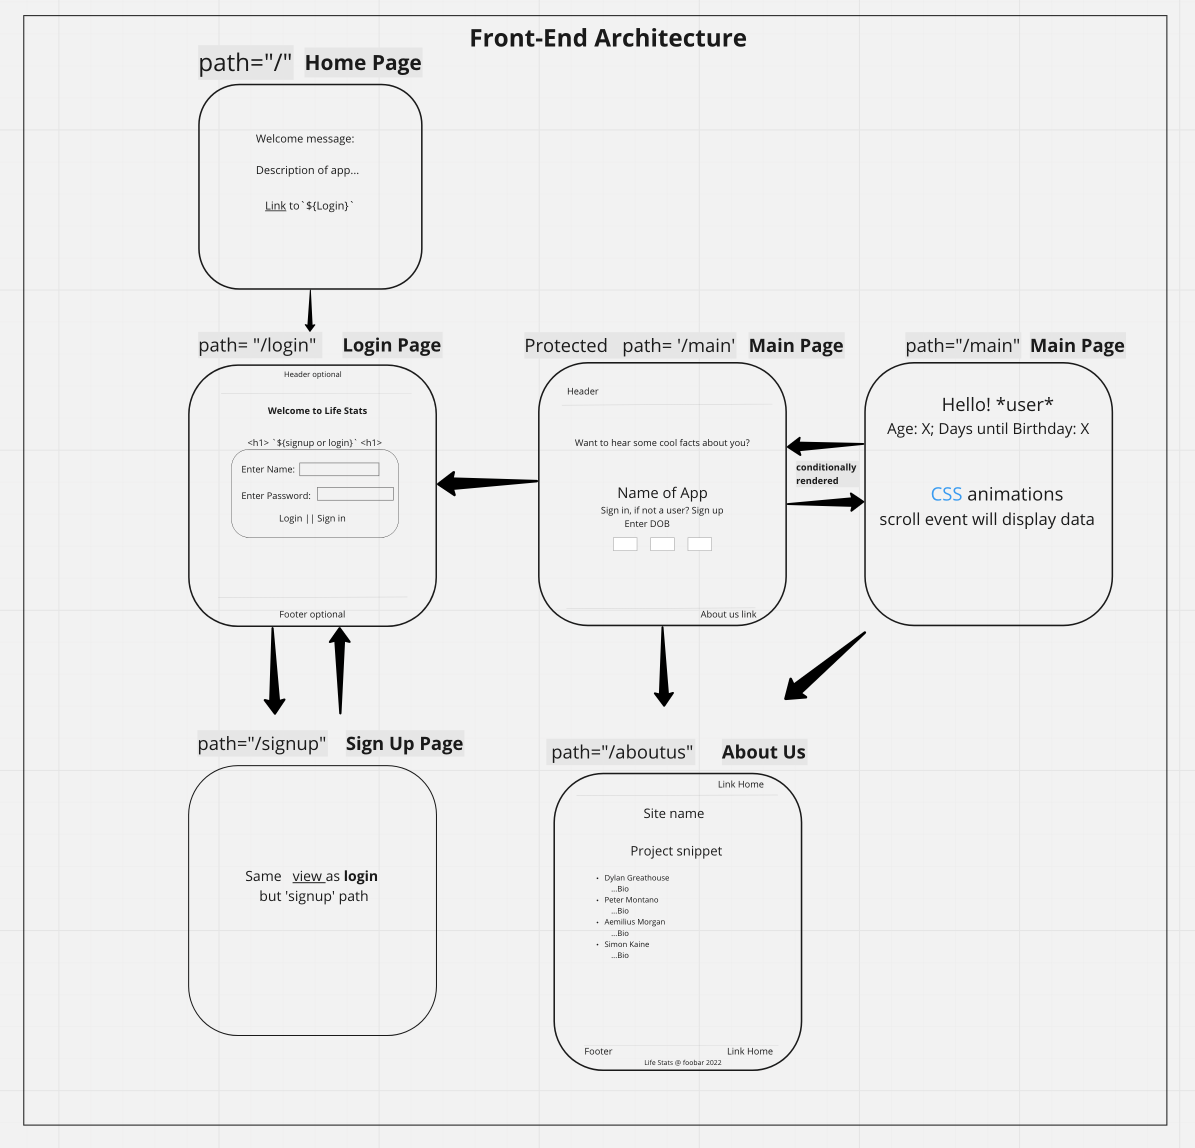 Front-End Architecture
path="/" Home Page
Welcome message:
Description of app...
Link to`${Login}`
path= "/login" Login Page
Header optional
Welcome to Life Stats
<h1> `${signup or login}` <h1>
Enter Name:
Enter Password:
Login || Sign in
Footer optional
Protected path= '/main' Main Page
Header
Want to hear some cool facts about you?
Name of App
Sign in, if not a user? Sign up
Enter DOB
About us link
conditionally
rendered
path="/main" Main Page
Hello! *user*
Age: X; Days until Birthday: X
CSS animations
scroll event will display data
path="/signup" Sign Up Page
Same view as login
but 'signup' path
path="/aboutus" About Us
Link Home
Site name
Project snippet
• Dylan Greathouse
...Bio
• Peter Montano
...Bio
• Aemilius Morgan
...Bio
• Simon Kaine
...Bio
Footer Link Home
Life Stats @ foobar 2022